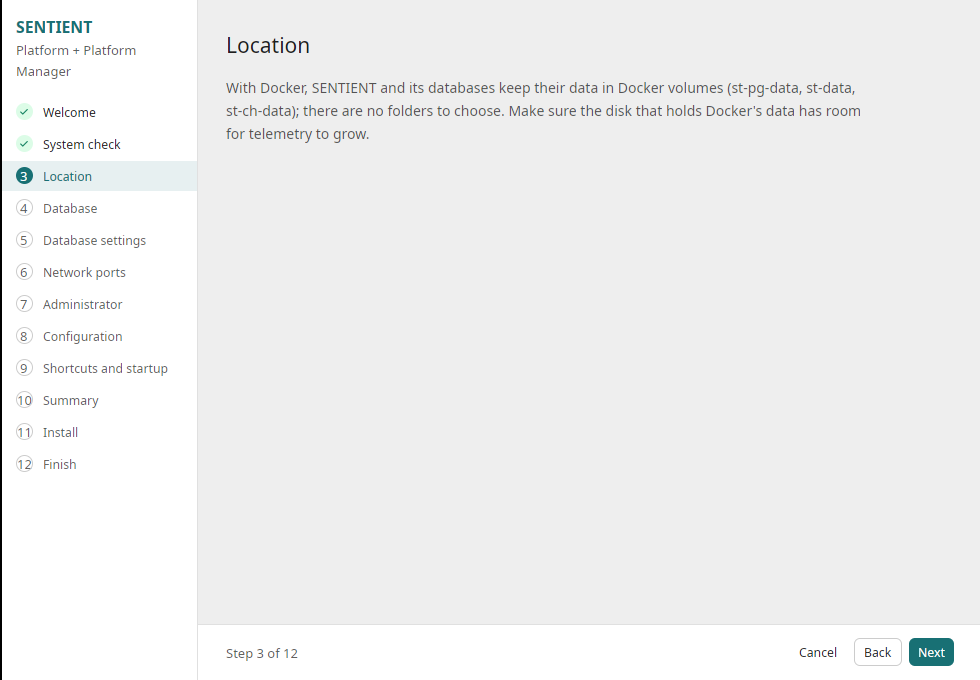 SENTIENT
Platform + Platform
Manager
Welcome
System check
3 Location
4 Database
5 Database settings
6 Network ports
7 Administrator
8 Configuration
9 Shortcuts and startup
10 Summary
11 Install
12 Finish
Location
With Docker, SENTIENT and its databases keep their data in Docker volumes (st-pg-data, st-data,
st-ch-data); there are no folders to choose. Make sure the disk that holds Docker's data has room
for telemetry to grow.
Step 3 of 12
Cancel
Back
Next